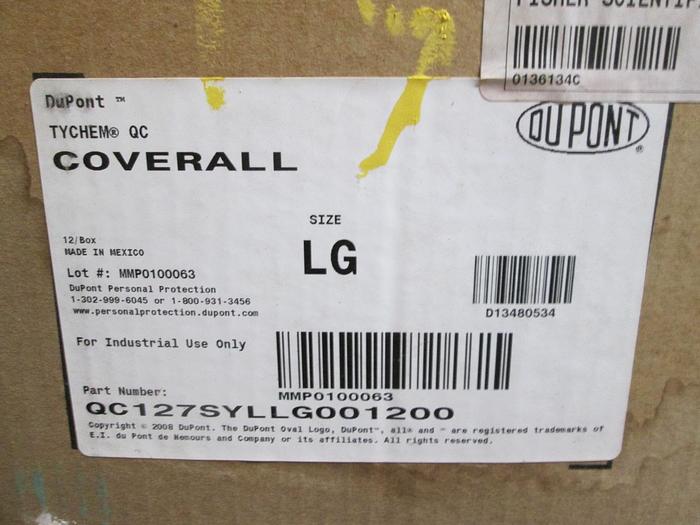 0136134C
DuPont ™
TYCHEM® QC
COVERALL
DU PONT
®
SIZE
LG
12/Box
MADE IN MEXICO
Lot #: MMP0100063
DuPont Personal Protection
1-302-999-6045 or 1-800-931-3456
www.personalprotection.dupont.com
D13480534
For Industrial Use Only
MMP0100063
Part Number:
QC127SYLLG001200
Copyright © 2008 DuPont. The DuPont Oval Logo, DuPont™, all® and ™ are registered trademarks of
E.I. du Pont de Nemours and Company or its affiliates. All rights reserved.